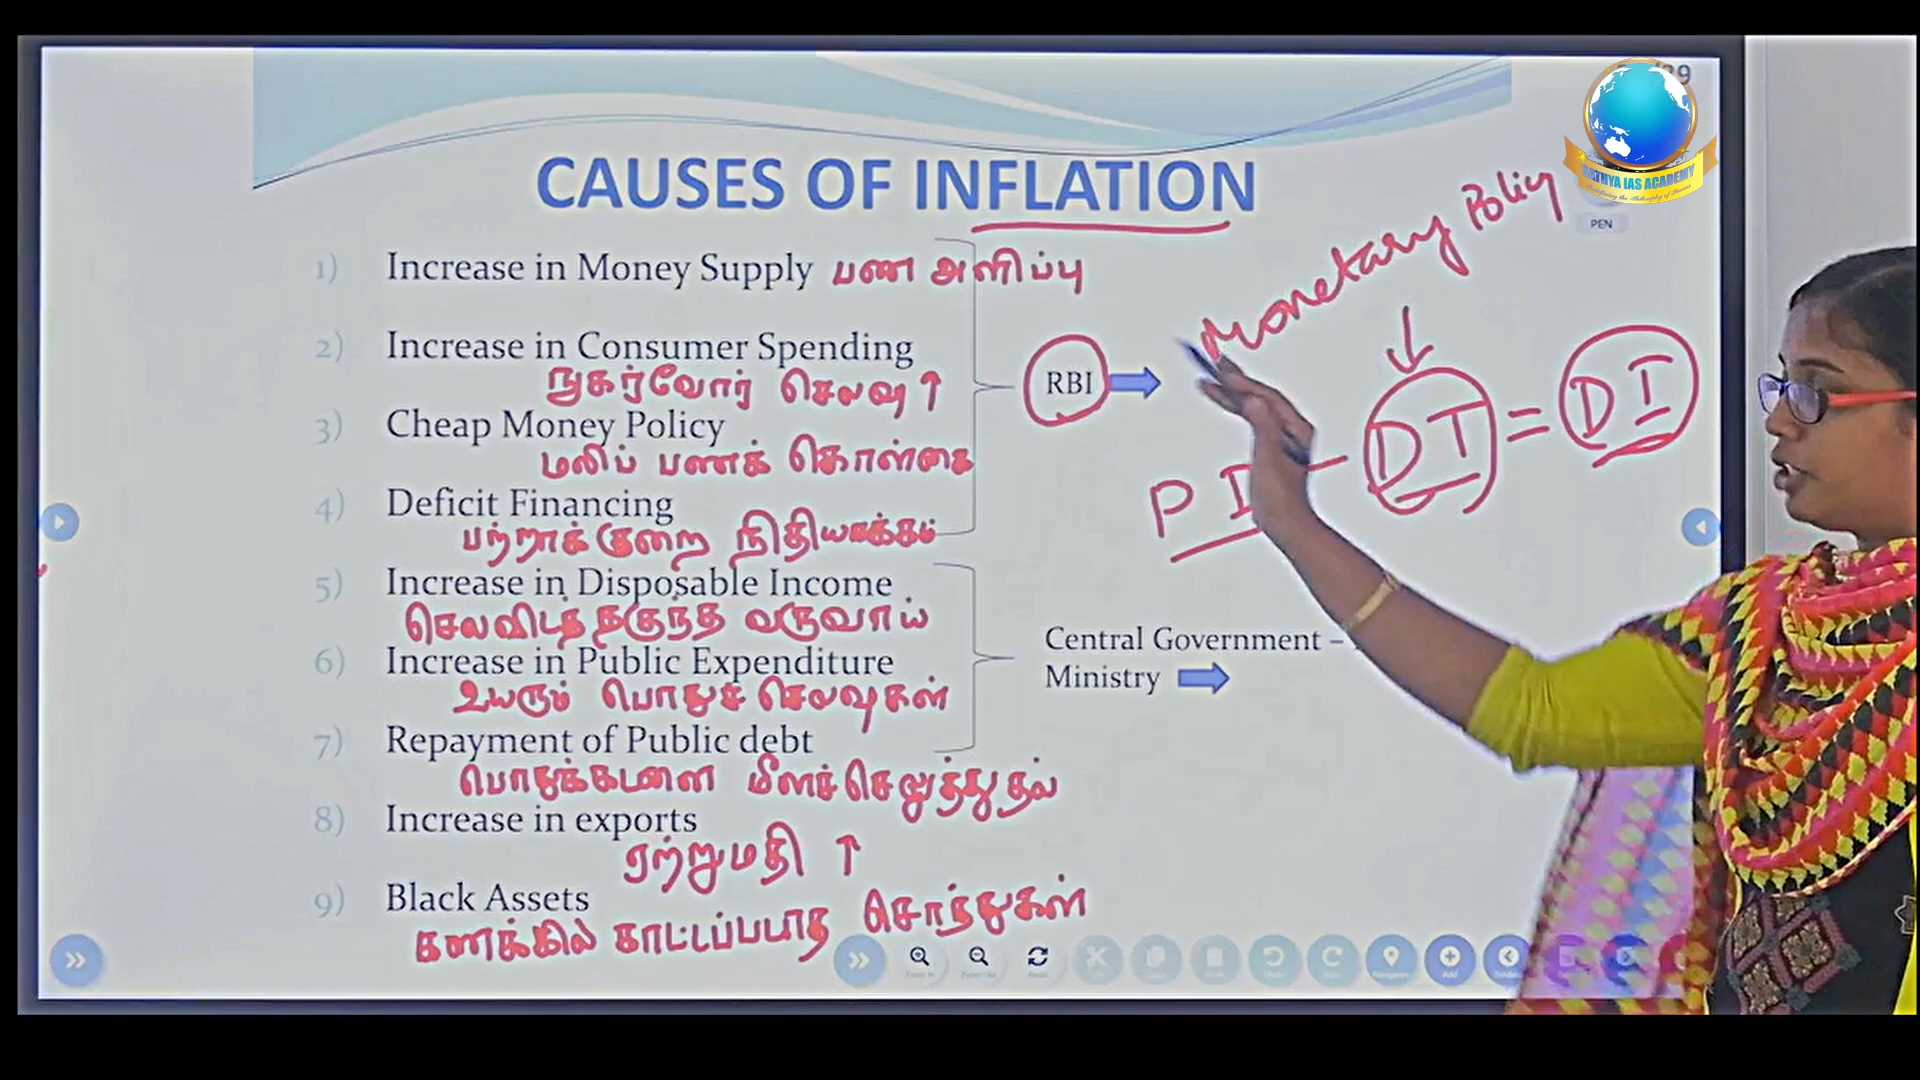 29
SATHYA IAS ACADEMY
PEN
CAUSES OF INFLATION
1) Increase in Money Supply பண அளிப்பு
2) Increase in Consumer Spending
நுகர்வோர் செலவு ↑
3) Cheap Money Policy
மலிப் பணக் கொள்கை
4) Deficit Financing
பற்றாக்குறை நிதியாக்கம்
5) Increase in Disposable Income
செலவிடத்தகுந்த வருவாய்
6) Increase in Public Expenditure
உயரும் பொதுச் செலவுகள்
7) Repayment of Public debt
பொதுக்கடனை மீளச்செலுத்துதல்
8) Increase in exports
ஏற்றுமதி ↑
9) Black Assets
கணக்கில் காட்டப்படாத சொத்துகள்
RBI
Monetary Policy
PI - DT = DI
Central Government –
Ministry